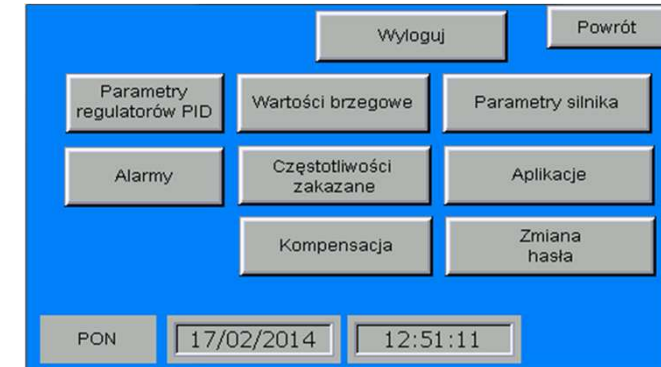 Wyloguj
Powrót
Parametry
regulatorów PID
Wartości brzegowe
Parametry silnika
Alarmy
Częstotliwości
zakazane
Aplikacje
Kompensacja
Zmiana
hasła
PON
17/02/2014
12:51:11